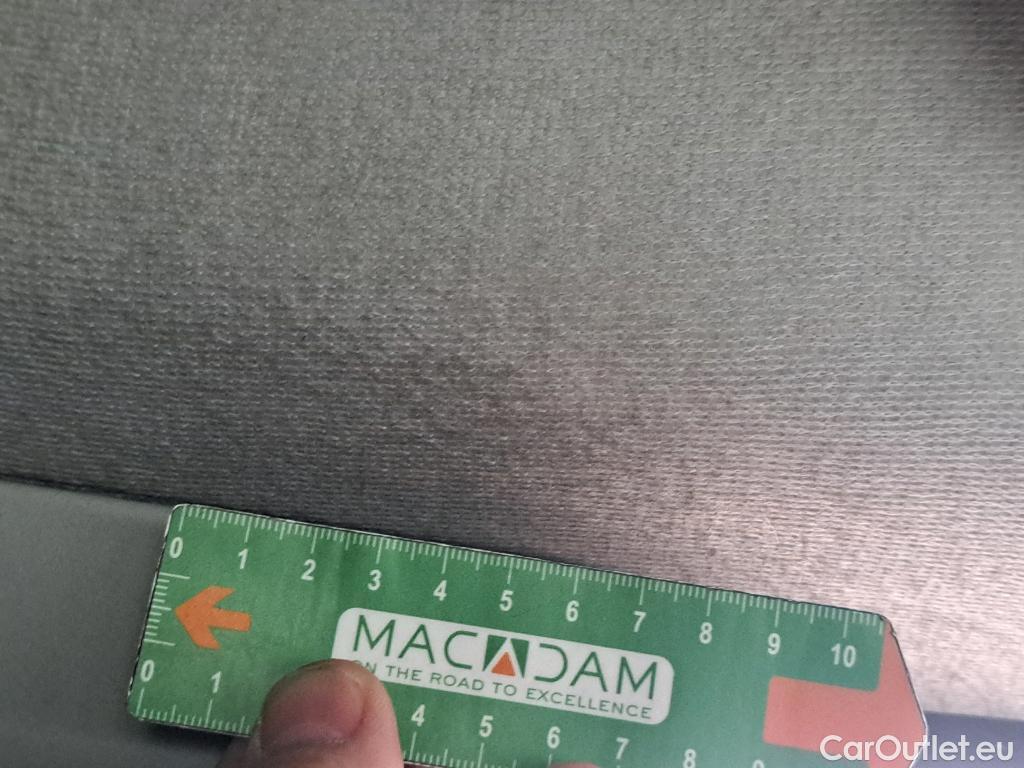 0 1 2 3 4 5 6 7 8 9 10
MACADAM
ON THE ROAD TO EXCELLENCE
0 1 4 5 6 7 8 9
CarOutlet.eu